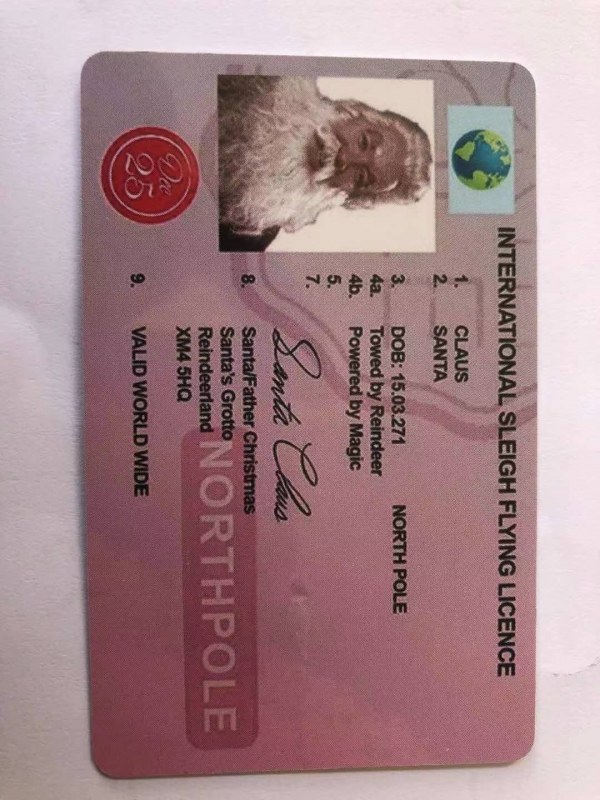 INTERNATIONAL SLEIGH FLYING LICENCE
1. CLAUS
2. SANTA
3. DOB: 15.03.271 NORTH POLE
4a. Towed by Reindeer
4b. Powered by Magic
5.
7. Santa Claus
8. Santa/Father Christmas
Santa's Grotto
Reindeerland
XM4 5HQ
9. VALID WORLD WIDE
Dec
25
NORTHPOLE